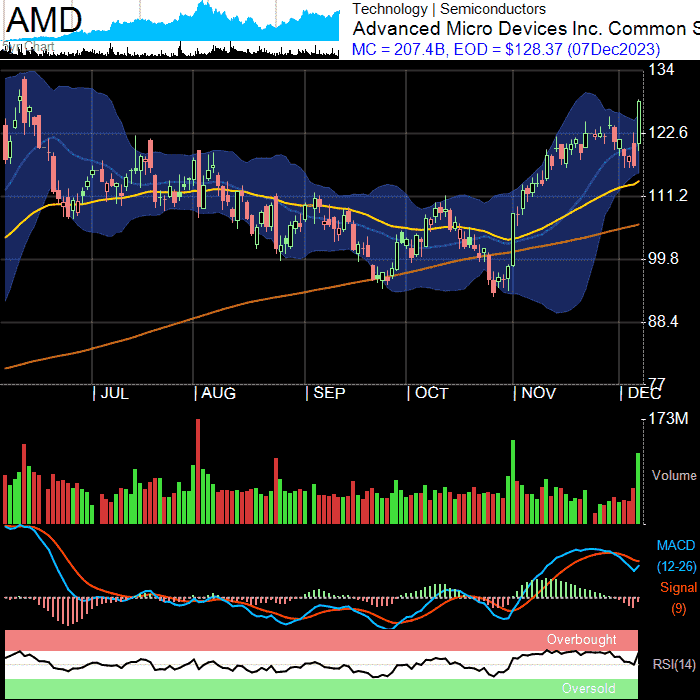 AMD
Technology | Semiconductors
Advanced Micro Devices Inc. Common S
MC = 207.4B, EOD = $128.37 (07Dec2023)
134
122.6
111.2
99.8
88.4
77
| JUL | AUG | SEP | OCT | NOV | DEC
173M
Volume
MACD
(12-26)
Signal
(9)
Overbought
RSI(14)
Oversold